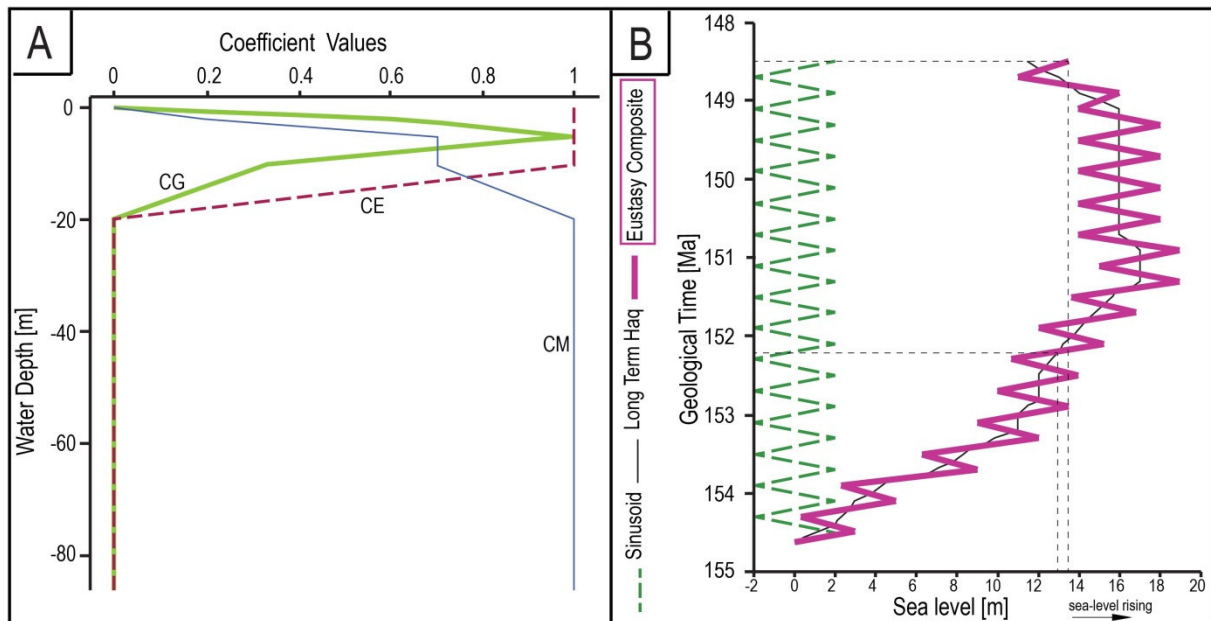 A
Coefficient Values
0 0.2 0.4 0.6 0.8 1
0
-20
-40
-60
-80
Water Depth [m]
CG
CE
CM
B
Sinusoid
Long Term Haq
Eustasy Composite
Geological Time [Ma]
148
149
150
151
152
153
154
155
-2 0 2 4 6 8 10 12 14 16 18 20
Sea level [m]
sea-level rising